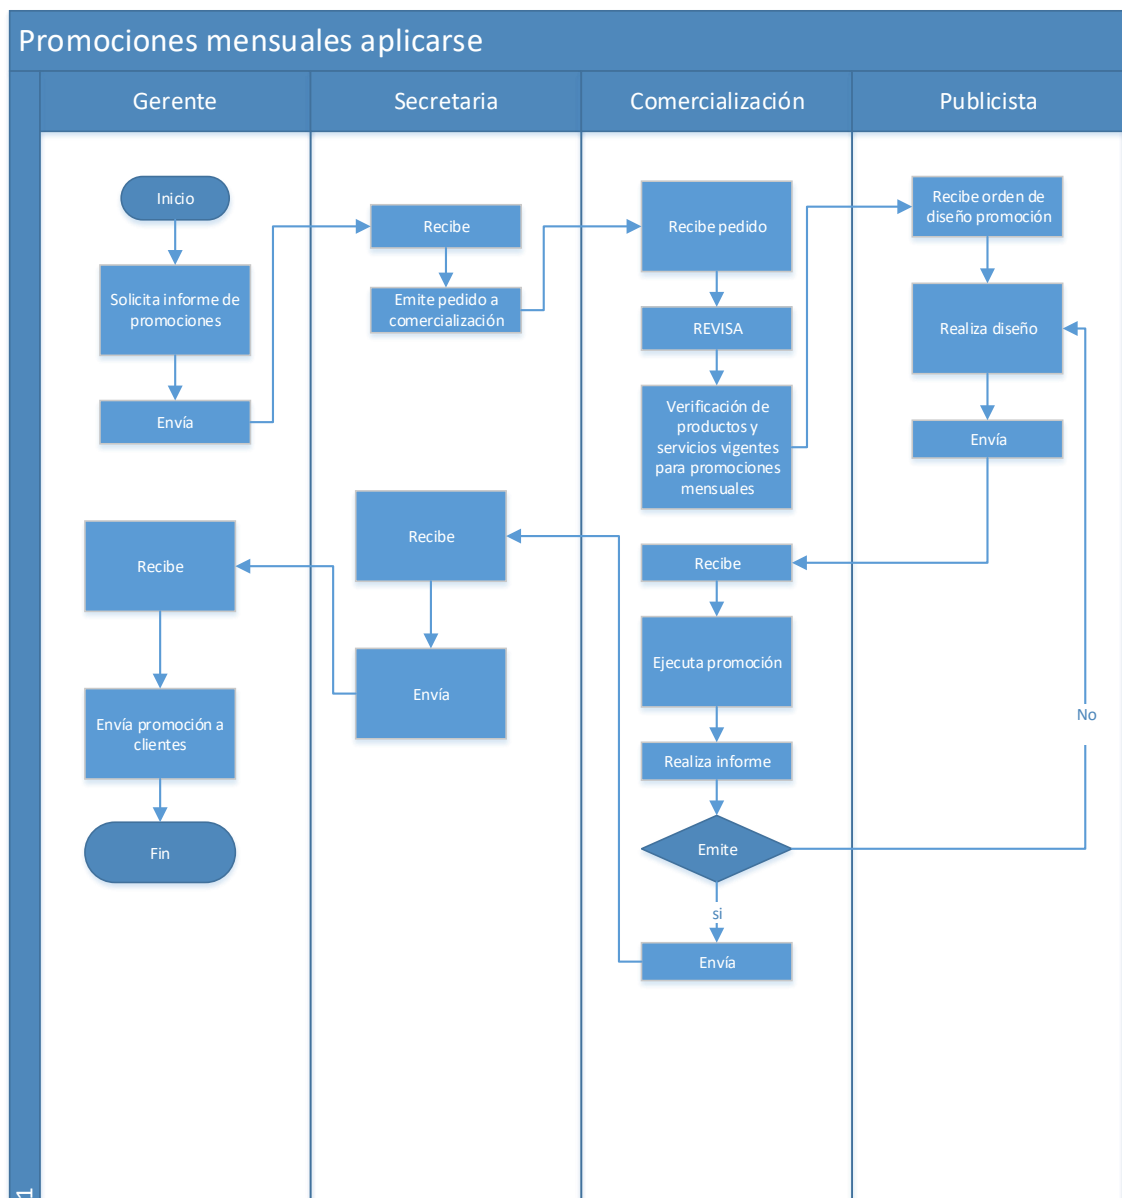 Promociones mensuales aplicarse
Gerente
Secretaria
Comercialización
Publicista
Inicio
Solicita informe de
promociones
Envía
Recibe
Emite pedido a
comercialización
Recibe pedido
REVISA
Verificación de
productos y
servicios vigentes
para promociones
mensuales
Recibe orden de
diseño promoción
Realiza diseño
Envía
Recibe
Ejecuta promoción
Realiza informe
Emite
No
si
Envía
Recibe
Envía
Recibe
Envía promoción a
clientes
Fin
1